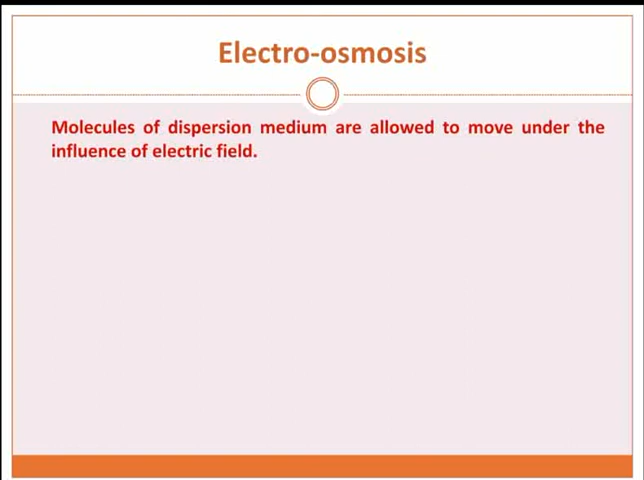 Electro-osmosis
Molecules of dispersion medium are allowed to move under the
influence of electric field.